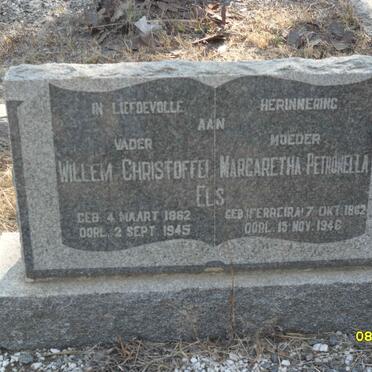 IN LIEFDEVOLLE HERINNERING
AAN
VADER MOEDER
WILLEM CHRISTOFFEL MARGARETHA PETRONELLA
ELS
GEB. 4 MAART 1862 GEB (FERREIRA) 7 OKT. 1862
OORL. 2 SEPT. 1945 OORL. 15 NOV. 1946
08